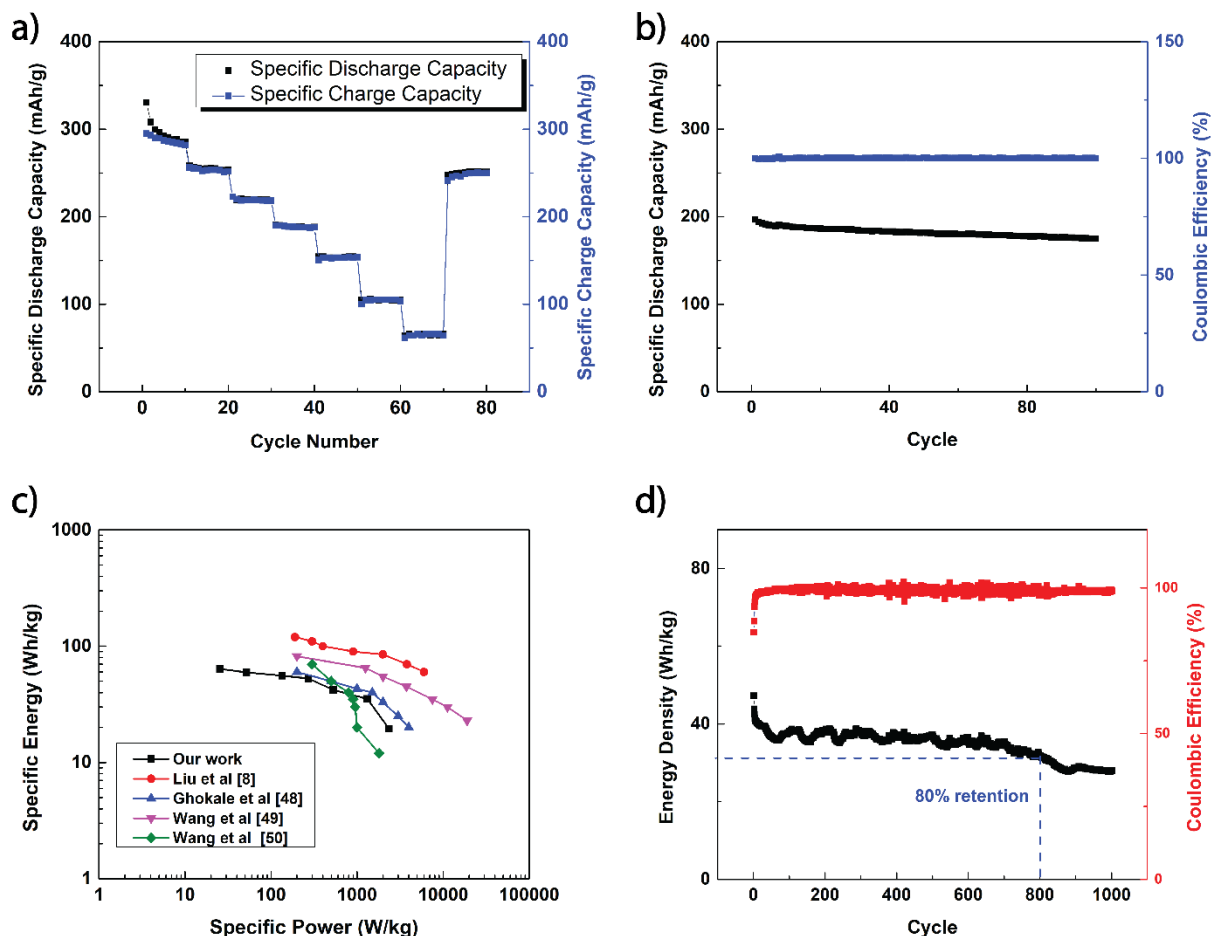 a)
400
300
200
100
0
Specific Discharge Capacity (mAh/g)
Specific Discharge Capacity
Specific Charge Capacity
400
300
200
100
0
Specific Charge Capacity (mAh/g)
0 20 40 60 80
Cycle Number
b)
400
300
200
100
0
Specific Discharge Capacity (mAh/g)
150
100
50
0
Coulombic Efficiency (%)
0 40 80
Cycle
c)
1000
100
10
1
Specific Energy (Wh/kg)
Our work
Liu et al [8]
Ghokale et al [48]
Wang et al [49]
Wang et al [50]
1 10 100 1000 10000 100000
Specific Power (W/kg)
d)
80
40
0
Energy Density (Wh/kg)
80% retention
100
50
0
Coulombic Efficiency (%)
0 200 400 600 800 1000
Cycle